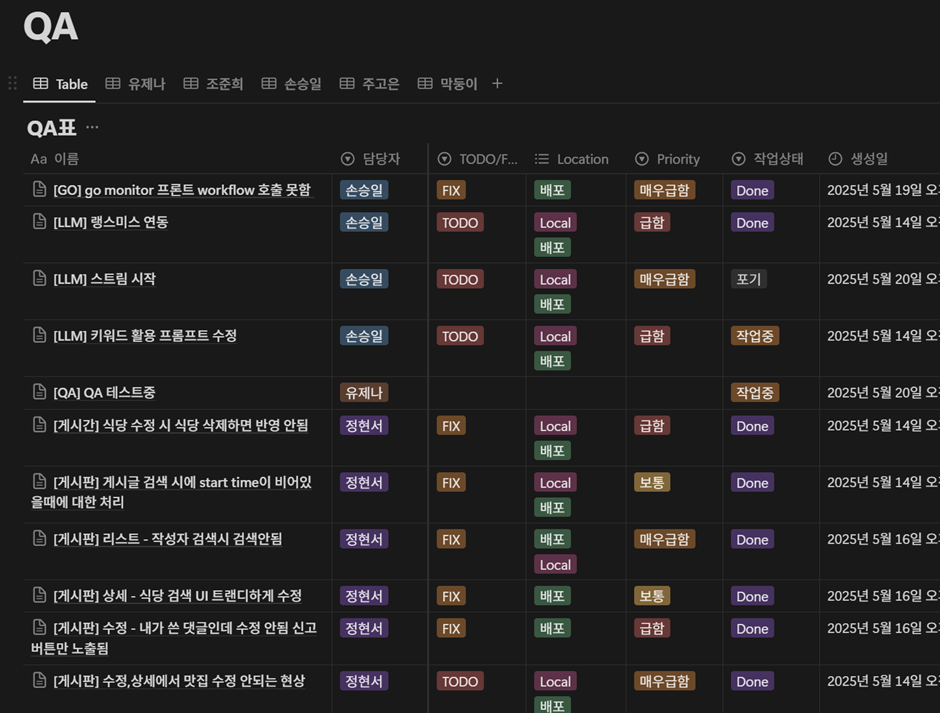 QA
Table 유제나 조준희 손승일 주고은 막둥이
QA표 ...
Aa 이름 담당자 TODO/F... Location Priority 작업상태 생성일
[GO] go monitor 프론트 workflow 호출 못함 손승일 FIX 배포 매우급함 Done 2025년 5월 19일
[LLM] 랭스미스 연동 손승일 TODO Local 급함 Done 2025년 5월 14일
배포
[LLM] 스트림 시작 손승일 TODO Local 매우급함 포기 2025년 5월 20일
배포
[LLM] 키워드 활용 프롬프트 수정 손승일 TODO Local 급함 작업중 2025년 5월 14일
배포
[QA] QA 테스트중 유제나 작업중 2025년 5월 20일
[게시간] 식당 수정 시 식당 삭제하면 반영 안됨 정현서 FIX Local 급함 Done 2025년 5월 14일
배포
[게시판] 게시글 검색 시에 start time이 비어있 정현서 FIX Local 보통 Done 2025년 5월 14일
을때에 대한 처리 배포
[게시판] 리스트 - 작성자 검색시 검색안됨 정현서 FIX 배포 매우급함 Done 2025년 5월 16일
Local
[게시판] 상세 - 식당 검색 UI 트랜디하게 수정 정현서 FIX 배포 보통 Done 2025년 5월 16일
[게시판] 수정 - 내가 쓴 댓글인데 수정 안됨 신고 정현서 FIX 배포 급함 Done 2025년 5월 16일
버튼만 노출됨
[게시판] 수정,상세에서 맛집 수정 안되는 현상 정현서 TODO Local 매우급함 Done 2025년 5월 14일
배포